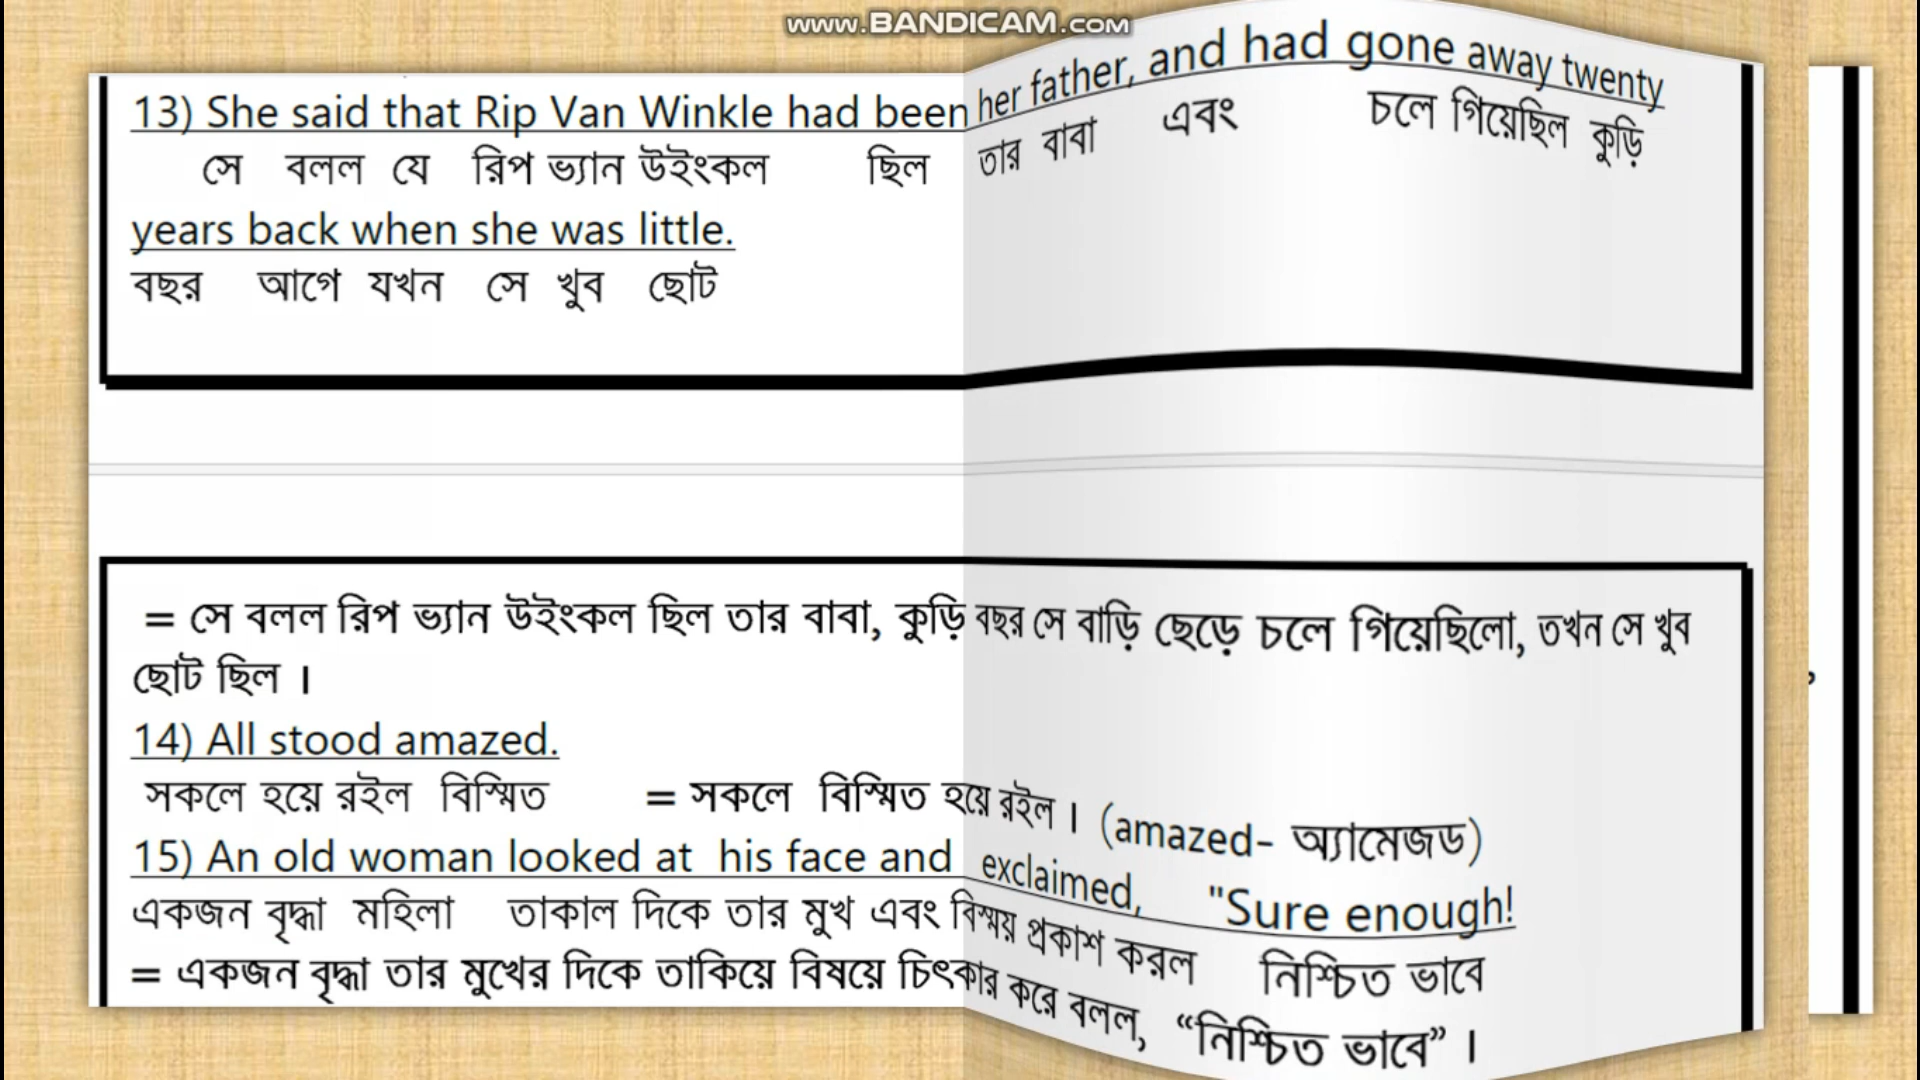 www.BANDICAM.com
13) She said that Rip Van Winkle had been her father, and had gone away twenty
সে বলল যে রিপ ভ্যান উইংকল ছিল তার বাবা এবং চলে গিয়েছিল কুড়ি
years back when she was little.
বছর আগে যখন সে খুব ছোট
= সে বলল রিপ ভ্যান উইংকল ছিল তার বাবা, কুড়ি বছর সে বাড়ি ছেড়ে চলে গিয়েছিলো, তখন সে খুব
ছোট ছিল ।
14) All stood amazed.
সকলে হয়ে রইল বিস্মিত = সকলে বিস্মিত হয়ে রইল । (amazed- অ্যামেজড)
15) An old woman looked at his face and exclaimed, "Sure enough!
একজন বৃদ্ধা মহিলা তাকাল দিকে তার মুখ এবং বিস্ময় প্রকাশ করল নিশ্চিত ভাবে
= একজন বৃদ্ধা তার মুখের দিকে তাকিয়ে বিষয়ে চিৎকার করে বলল, “নিশ্চিত ভাবে” ।